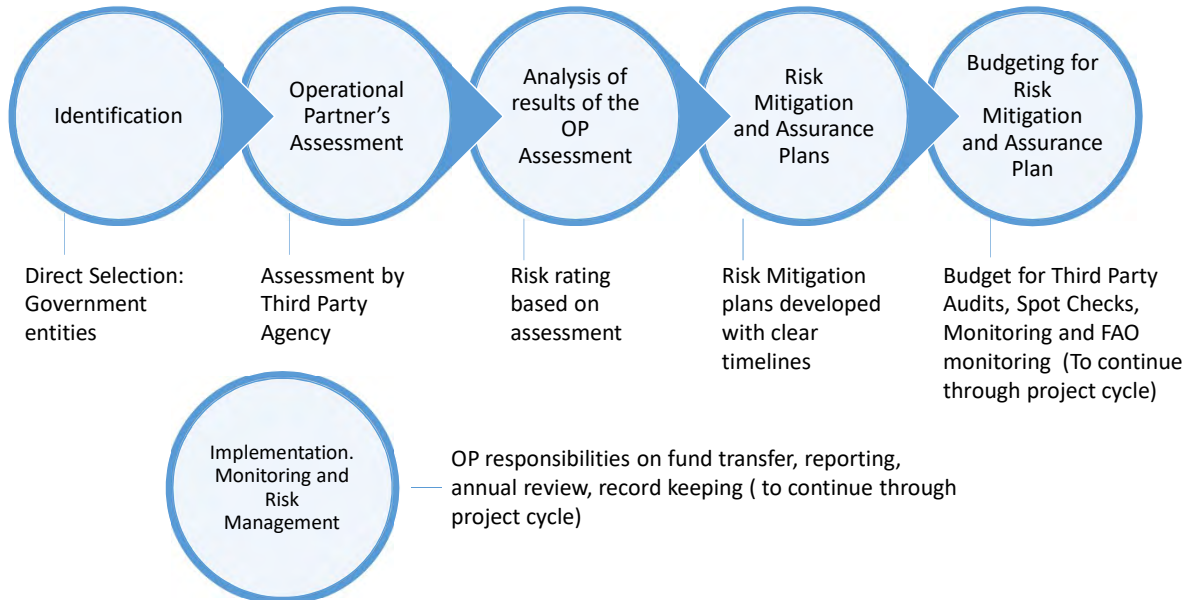 Identification
Operational
Partner's
Assessment
Analysis of
results of the
OP
Assessment
Risk
Mitigation
and Assurance
Plans
Budgeting for
Risk
Mitigation
and Assurance
Plan
Direct Selection:
Government
entities
Assessment by
Third Party
Agency
Risk rating
based on
assessment
Risk Mitigation
plans developed
with clear
timelines
Budget for Third Party
Audits, Spot Checks,
Monitoring and FAO
monitoring (To continue
through project cycle)
Implementation.
Monitoring and
Risk
Management
OP responsibilities on fund transfer, reporting,
annual review, record keeping ( to continue through
project cycle)